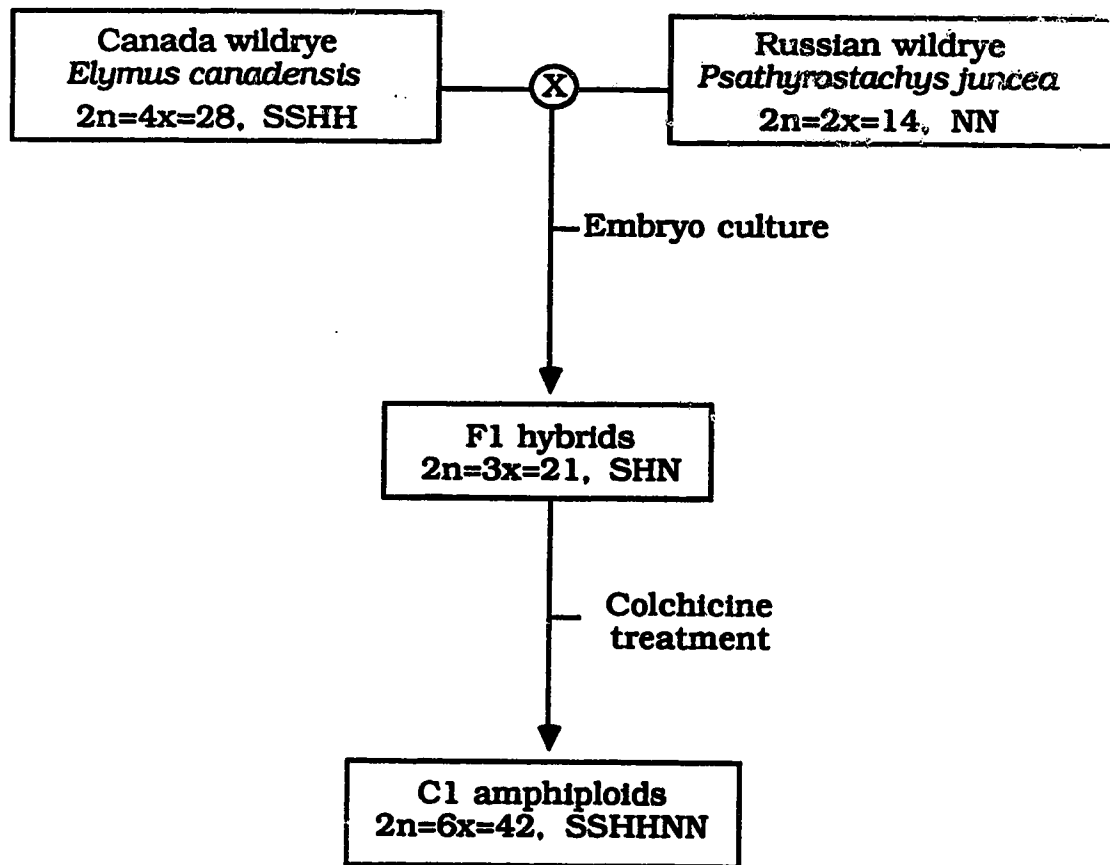 Canada wildrye
Elymus canadensis
2n=4x=28, SSHH
X
Russian wildrye
Psathyrostachys juncea
2n=2x=14, NN
Embryo culture
F1 hybrids
2n=3x=21, SHN
Colchicine
treatment
C1 amphiploids
2n=6x=42, SSHHNN